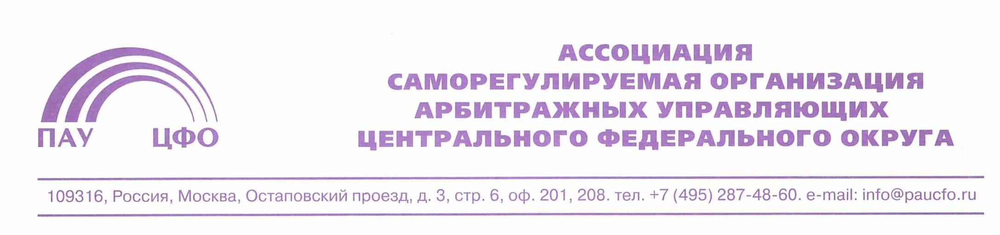 ПАУ ЦФО
АССОЦИАЦИЯ
САМОРЕГУЛИРУЕМАЯ ОРГАНИЗАЦИЯ
АРБИТРАЖНЫХ УПРАВЛЯЮЩИХ
ЦЕНТРАЛЬНОГО ФЕДЕРАЛЬНОГО ОКРУГА
109316, Россия, Москва, Остаповский проезд, д. 3, стр. 6, оф. 201, 208. тел. +7 (495) 287-48-60. e-mail: info@paucfo.ru